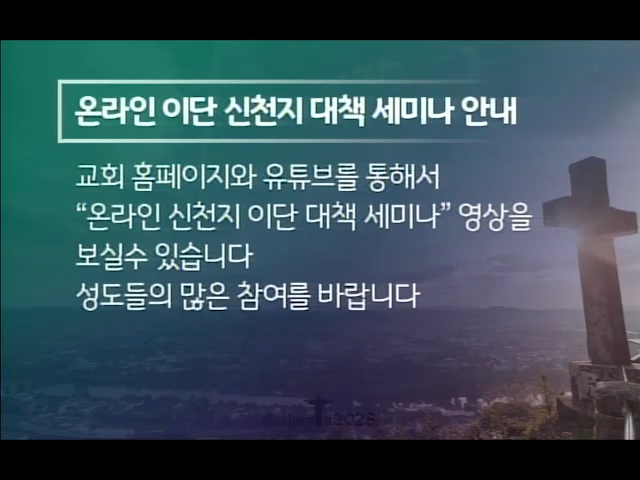 온라인 이단 신천지 대책 세미나 안내
교회 홈페이지와 유튜브를 통해서
“온라인 신천지 이단 대책 세미나” 영상을
보실수 있습니다
성도들의 많은 참여를 바랍니다